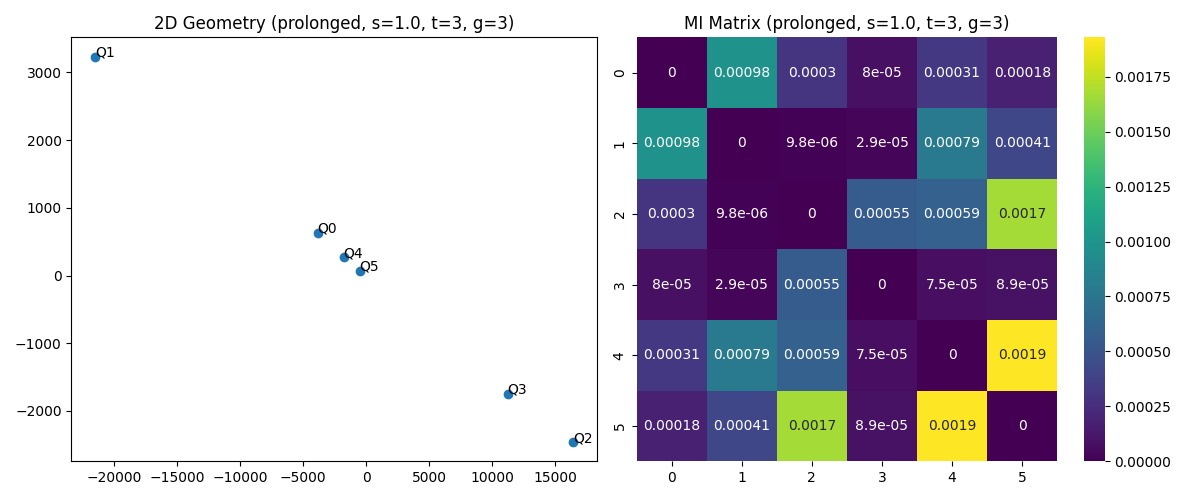 2D Geometry (prolonged, s=1.0, t=3, g=3)
3000
2000
1000
0
−1000
−2000
Q1
Q0
Q4
Q5
Q3
Q2
−20000 −15000 −10000 −5000 0 5000 10000 15000
MI Matrix (prolonged, s=1.0, t=3, g=3)
0 0 0.00098 0.0003 8e-05 0.00031 0.00018
1 0.00098 0 9.8e-06 2.9e-05 0.00079 0.00041
2 0.0003 9.8e-06 0 0.00055 0.00059 0.0017
3 8e-05 2.9e-05 0.00055 0 7.5e-05 8.9e-05
4 0.00031 0.00079 0.00059 7.5e-05 0 0.0019
5 0.00018 0.00041 0.0017 8.9e-05 0.0019 0
0 1 2 3 4 5
0.00175
0.00150
0.00125
0.00100
0.00075
0.00050
0.00025
0.00000